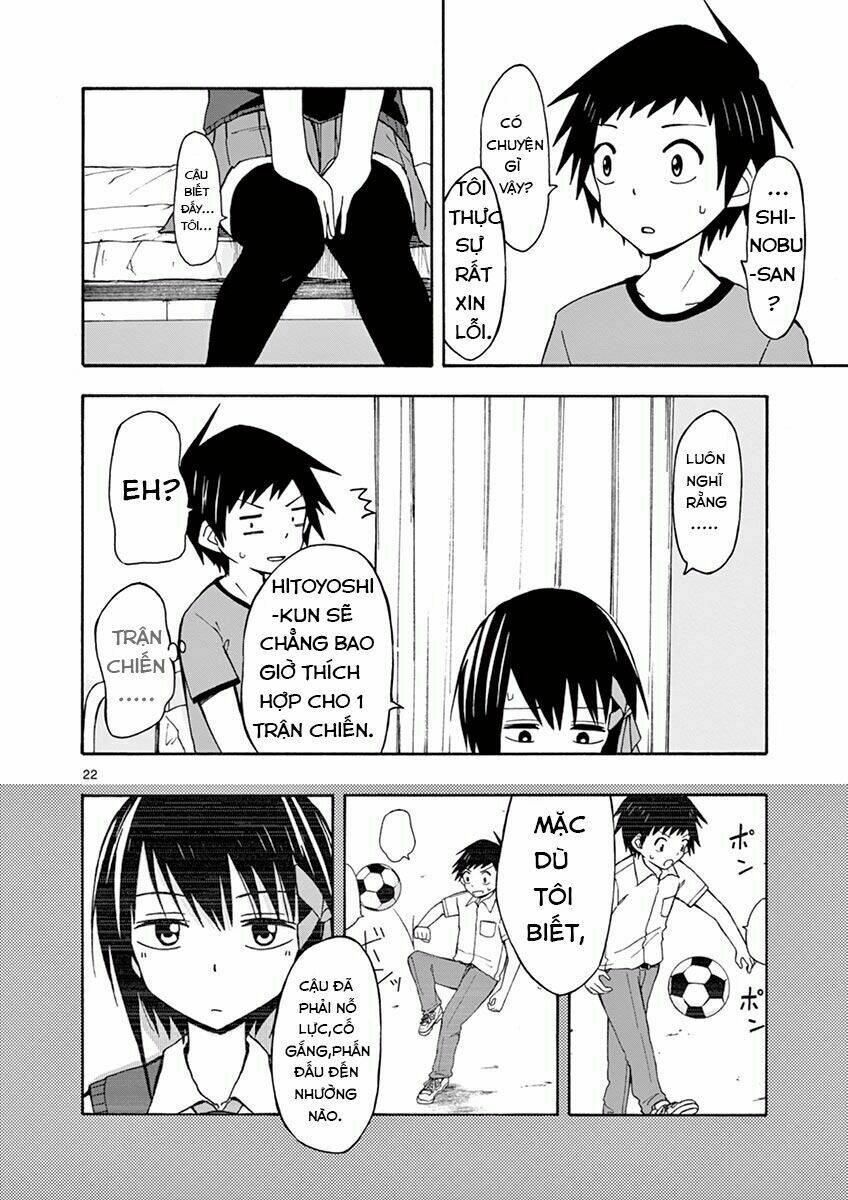 ...
SHI-
NOBU
-SAN
?
CÓ
CHUYỆN
GÌ
VẬY?
TÔI
THỰC
SỰ
RẤT
XIN
LỖI.
CẬU
BIẾT
ĐẤY...
TÔI...
LUÔN
NGHĨ
RẰNG
.....
HITOYOSHI
-KUN SẼ
CHẲNG BAO
GIỜ THÍCH
HỢP CHO 1
TRẬN CHIẾN.
EH?
TRẬN
CHIẾN
.....
22
ポン
ポン
MẶC
DÙ
TÔI
BIẾT,
CẬU ĐÃ
PHẢI NỖ
LỰC,CỐ
GẮNG,PHẤN
ĐẤU ĐẾN
NHƯỜNG
NÀO.